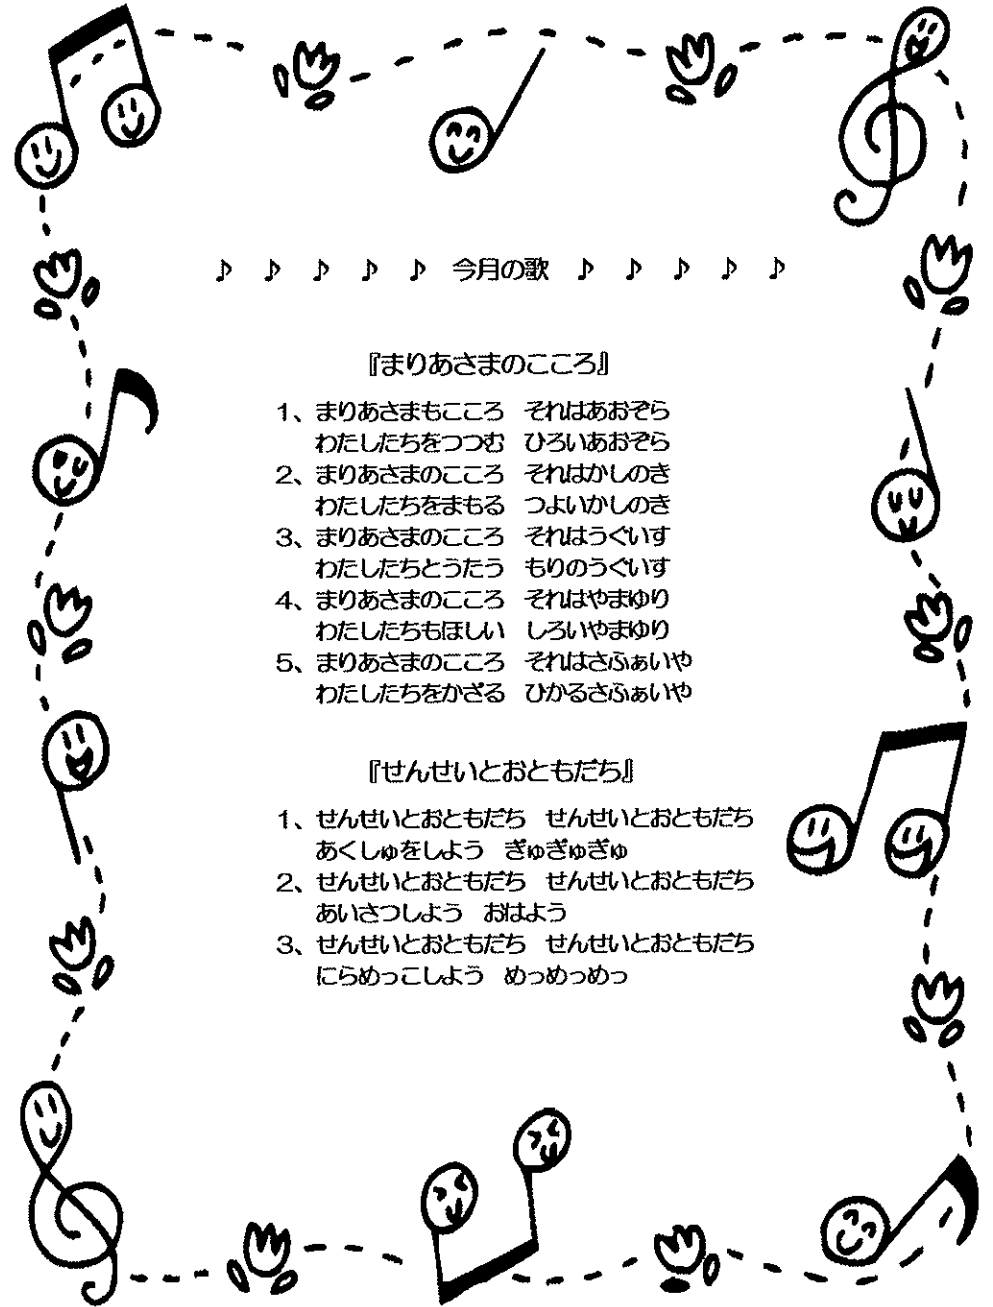 ♪ ♪ ♪ ♪ ♪ 今月の歌 ♪ ♪ ♪ ♪ ♪
『まりあさまのこころ』
1、まりあさまもこころ それはあおぞら
わたしたちをつつむ ひろいあおぞら
2、まりあさまのこころ それはかしのき
わたしたちをまもる つよいかしのき
3、まりあさまのこころ それはうぐいす
わたしたちとうたう もりのうぐいす
4、まりあさまのこころ それはやまゆり
わたしたちもほしい しろいやまゆり
5、まりあさまのこころ それはさふぁいや
わたしたちをかざる ひかるさふぁいや
『せんせいとおともだち』
1、せんせいとおともだち せんせいとおともだち
あくしゅをしよう ぎゅぎゅぎゅ
2、せんせいとおともだち せんせいとおともだち
あいさつしよう おはよう
3、せんせいとおともだち せんせいとおともだち
にらめっこしよう めっめっめっ